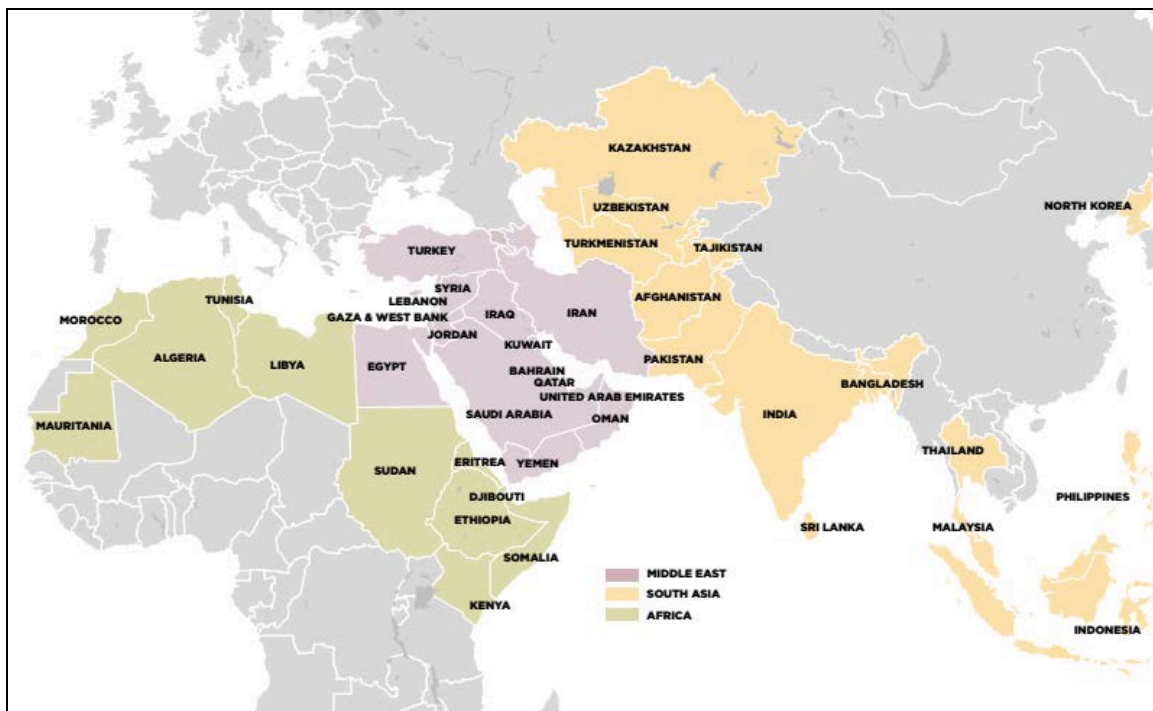 KAZAKHSTAN
NORTH KOREA
UZBEKISTAN
TURKMENISTAN
TAJIKISTAN
TURKEY
SYRIA
AFGHANISTAN
LEBANON
TUNISIA
GAZA & WEST BANK
IRAQ
IRAN
MOROCCO
JORDAN
KUWAIT
ALGERIA
LIBYA
EGYPT
PAKISTAN
BAHRAIN
QATAR
BANGLADESH
UNITED ARAB EMIRATES
SAUDI ARABIA
INDIA
OMAN
MAURITANIA
THAILAND
SUDAN
ERITREA
YEMEN
DJIBOUTI
PHILIPPINES
ETHIOPIA
SRI LANKA
MALAYSIA
SOMALIA
MIDDLE EAST
SOUTH ASIA
KENYA
AFRICA
INDONESIA